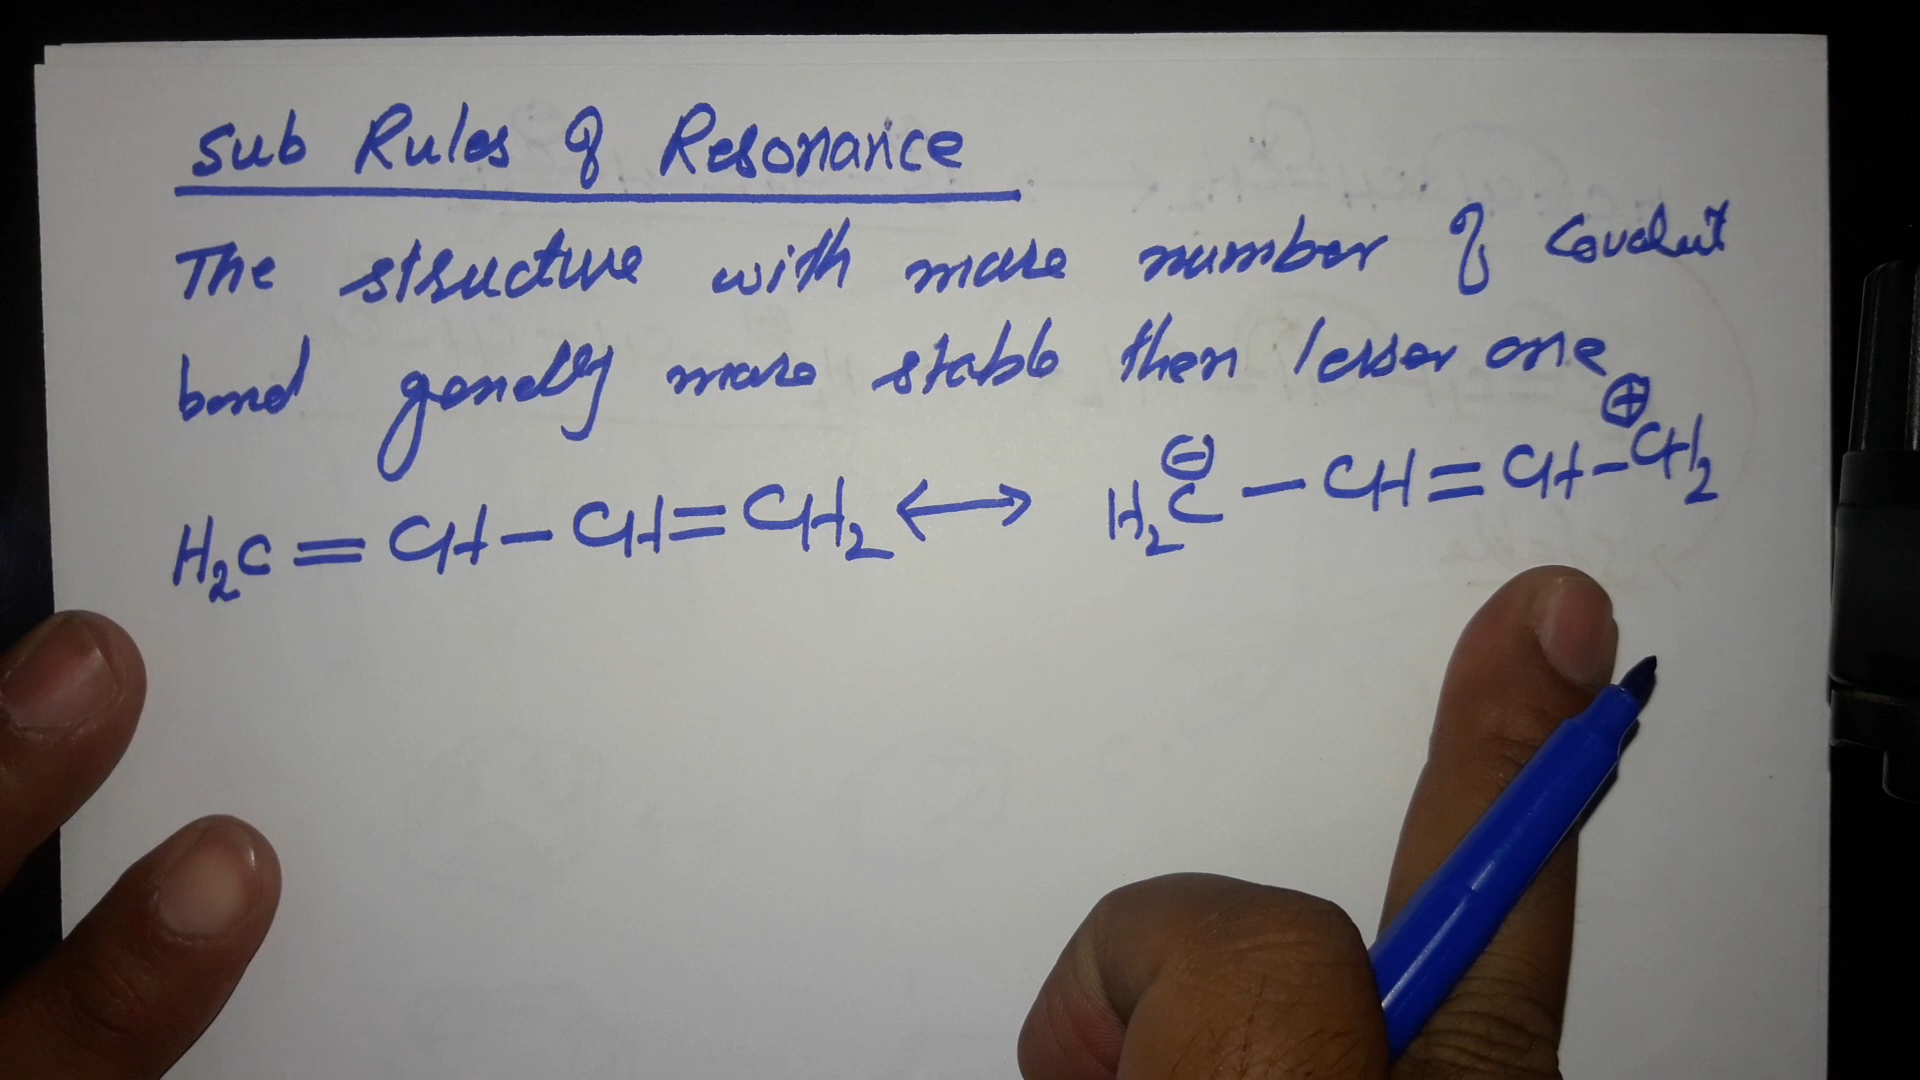 Sub Rules of Resonance
The structure with more number of Covalent
bond genelly more stable then lesser one
H₂C = CH - CH = CH₂ ↔ H₂C⊖ - CH = CH - CH₂⊕